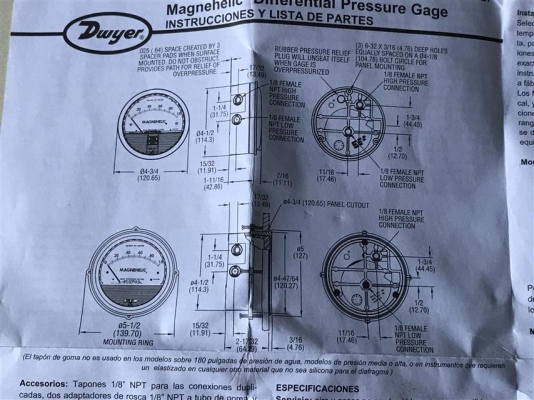 Magnehelic® Differential Pressure Gage
INSTRUCCIONES Y LISTA DE PARTES
Dwyer
.025 (.64) SPACE CREATED BY 3
SPACER PADS WHEN SURFACE
MOUNTED. DO NOT OBSTRUCT.
PROVIDES PATH FOR RELIEF OF
OVERPRESSURE.
17/32
(13.49)
RUBBER PRESSURE RELIEF
PLUG WILL UNSEAT ITSELF
WHEN GAGE IS
OVERPRESSURIZED
(3) 6-32 X 3/16 (4.76) DEEP HOLES
EQUALLY SPACED ON A Ø4-1/8
(104.78) BOLT CIRCLE FOR
PANEL MOUNTING
1/8 FEMALE
NPT HIGH
PRESSURE
CONNECTION
1/8 FEMALE NPT
HIGH PRESSURE
CONNECTION
1-1/4
(31.75)
Ø4-1/2
(114.3)
1/8 FEMALE
NPT LOW
PRESSURE
CONNECTION
1-3/4
(44.45)
MAGNEHELIC
1/2
(12.70)
Ø4-3/4
(120.65)
15/32
(11.91)
11/16
(17.46)
1/8 FEMALE NPT
LOW PRESSURE
CONNECTION
1-11/16
(42.86)
7/16
(11.11)
17/32
(13.49)
ø4-3/4 (120.65) PANEL CUTOUT
1-1/4
(31.75)
ø5
(127)
1-3/4
(44.45)
MAGNEHELIC
ø4-1/2
(114.3)
ø4-47/64
(120.27)
1/2
(12.70)
ø5-1/2
(139.70)
MOUNTING RING
15/32
(11.91)
11/16
(17.46)
1/8 FEMALE
NPT LOW
PRESSURE
CONNECTION
2-17/32
3/16
(4.76)
(El tapón de goma no es usado en los modelos sobre 180 pulgadas de presión de agua, modelos de presión media o alta, o en instrumentos que requieren
un elastizado en cualquier otro material que no sea silicona para el diafragma)
Accesorios: Tapones 1/8" NPT para las conexiones dupli-
cadas, dos adaptadores de rosca 1/8" NPT a tubo de goma y
ESPECIFICACIONES